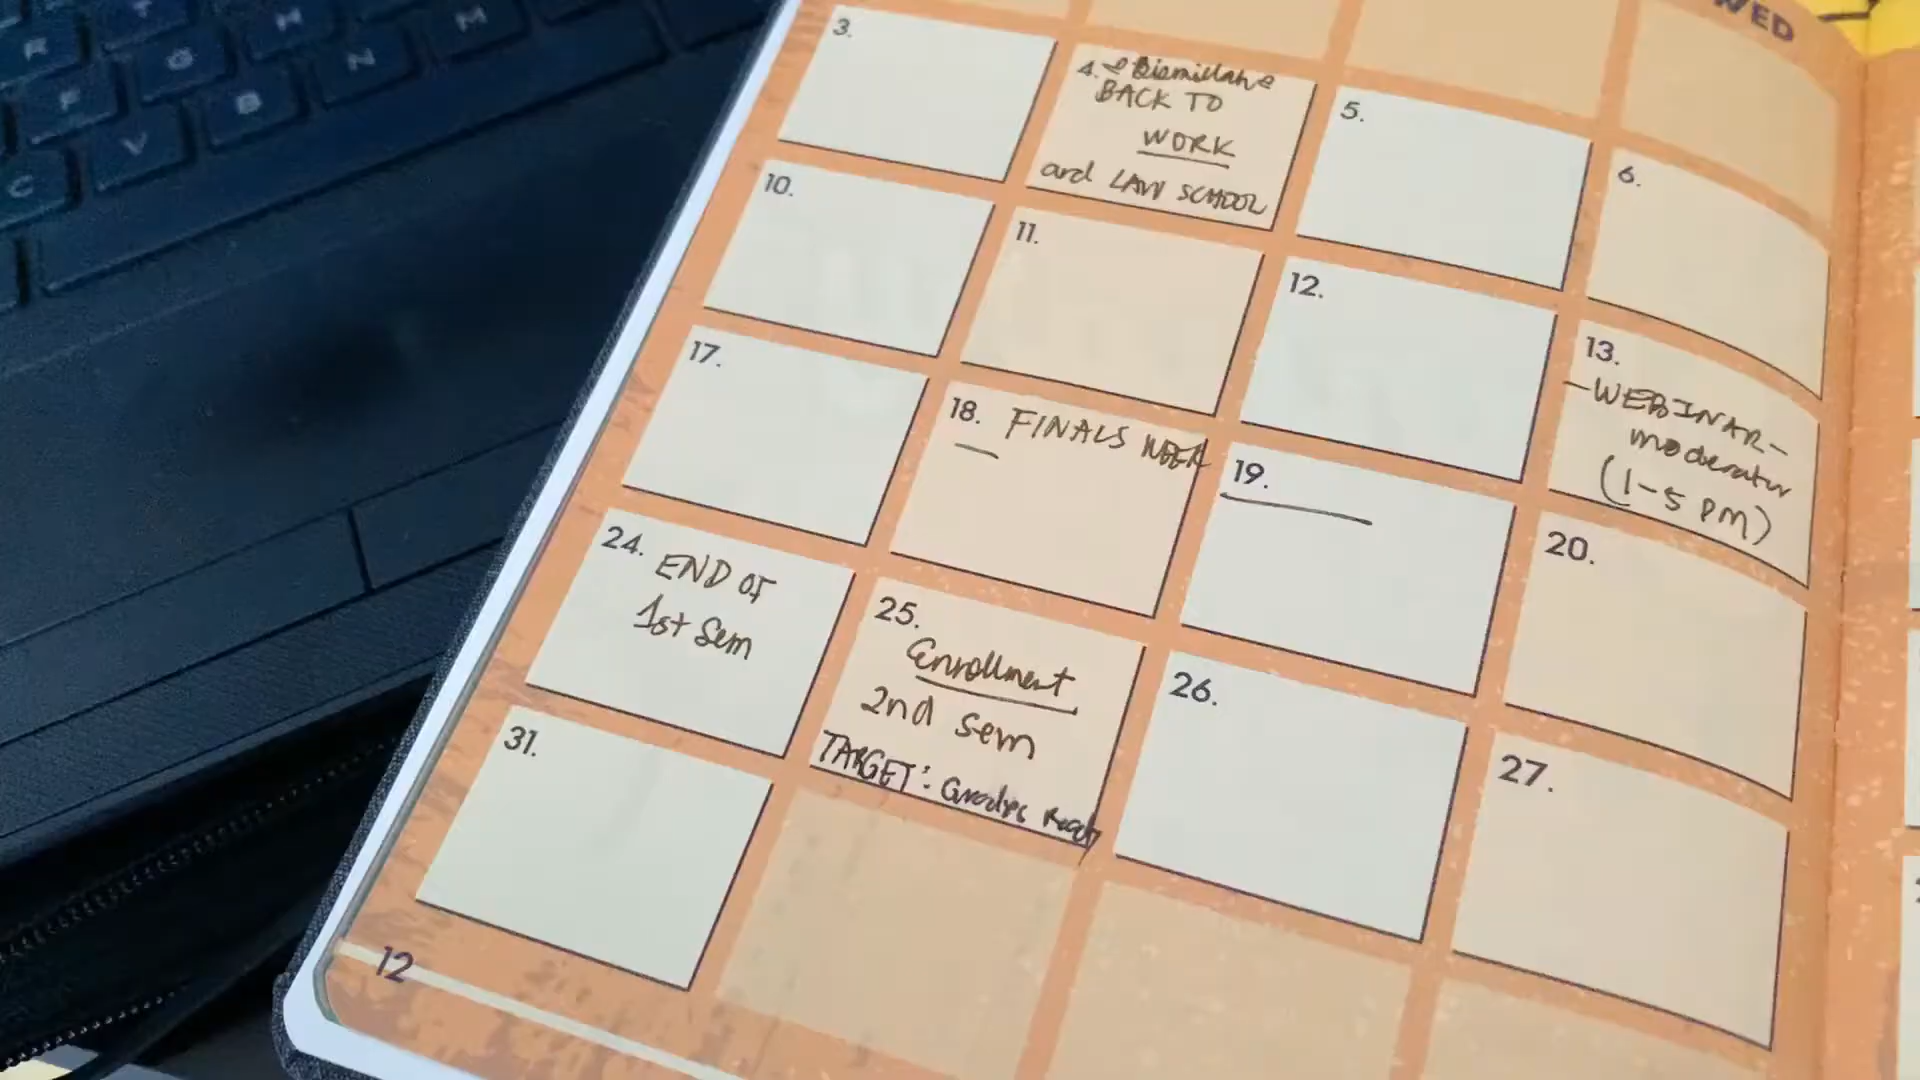 R
T
F
G
H
C
V
B
N
M
WED
3.
4. Bismillah
BACK TO
WORK
and LAW SCHOOL
5.
6.
10.
11.
12.
13.
-WEBINAR-
moderator
(1-5 PM)
17.
18. FINALS WEEK
19.
20.
24. END OF
1st Sem
25.
Enrollment
2nd Sem
TARGET: Grades
26.
27.
31.
12